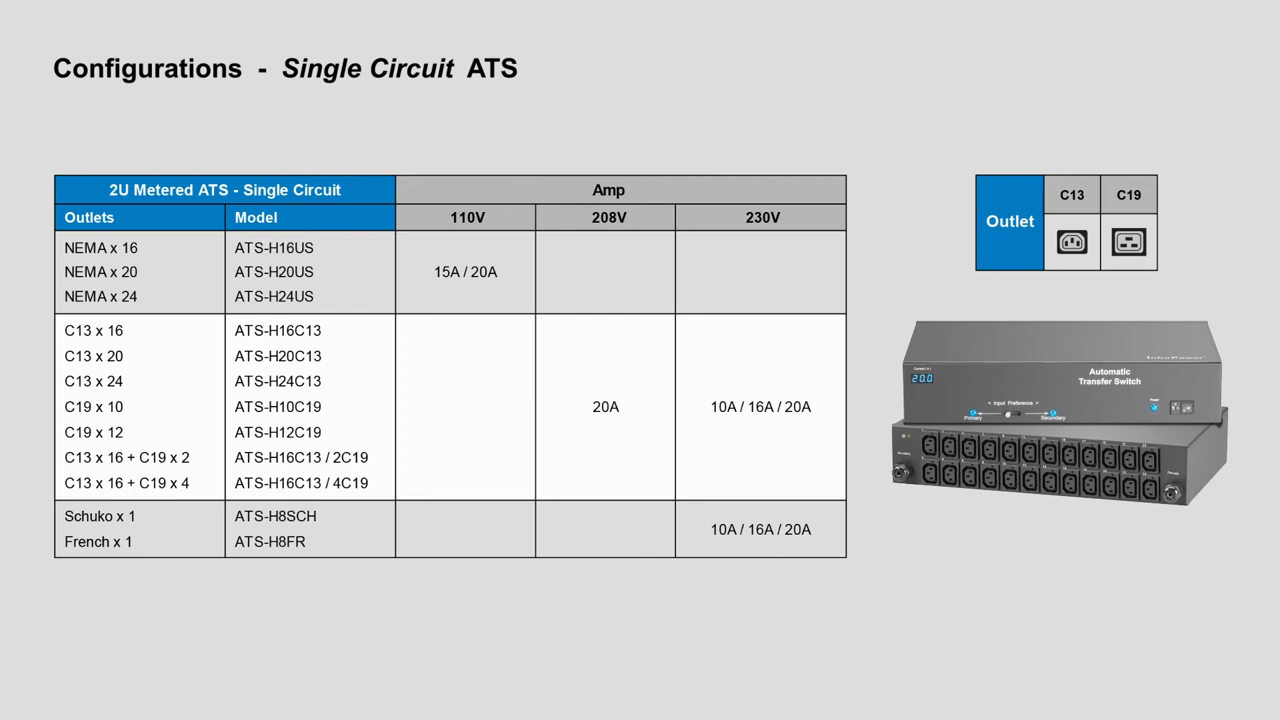 Configurations - Single Circuit ATS
2U Metered ATS - Single Circuit
Amp
Outlets
Model
110V
208V
230V
NEMA x 16
ATS-H16US
NEMA x 20
ATS-H20US
15A / 20A
NEMA x 24
ATS-H24US
C13 x 16
ATS-H16C13
C13 x 20
ATS-H20C13
C13 x 24
ATS-H24C13
C19 x 10
ATS-H10C19
20A
10A / 16A / 20A
C19 x 12
ATS-H12C19
C13 x 16 + C19 x 2
ATS-H16C13 / 2C19
C13 x 16 + C19 x 4
ATS-H16C13 / 4C19
Schuko x 1
ATS-H8SCH
10A / 16A / 20A
French x 1
ATS-H8FR
Outlet
C13
C19
InfraPower
Automatic
Transfer Switch
20.0
Input Preference
Primary
Secondary
Power